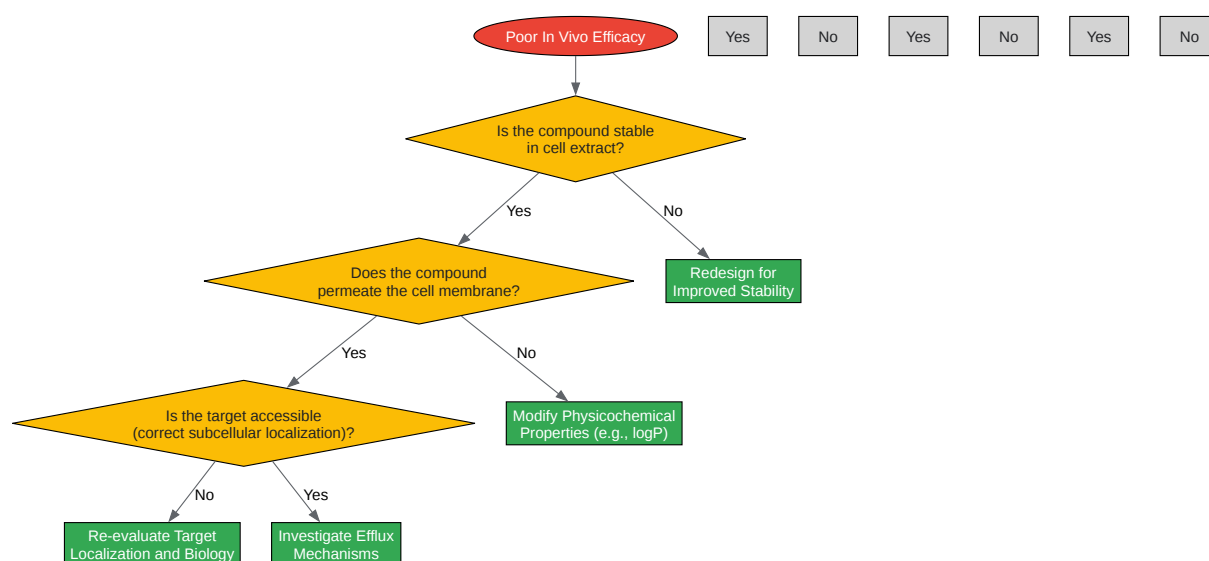 Poor In Vivo Efficacy
Yes
No
Yes
No
Yes
No
Is the compound stable
in cell extract?
Yes
No
Does the compound
permeate the cell membrane?
Redesign for
Improved Stability
Yes
No
Is the target accessible
(correct subcellular localization)?
Modify Physicochemical
Properties (e.g., logP)
No
Yes
Re-evaluate Target
Localization and Biology
Investigate Efflux
Mechanisms